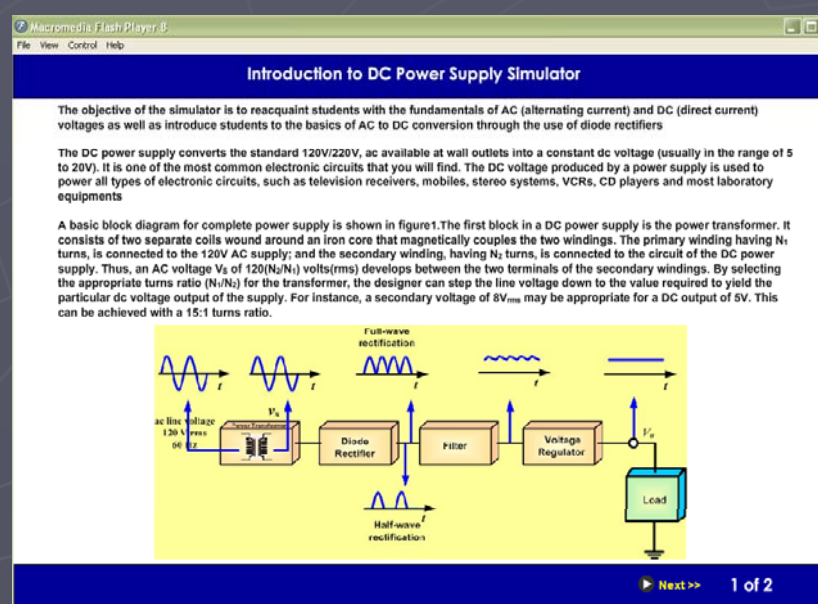 Macromedia Flash Player 8
File View Control Help
Introduction to DC Power Supply Simulator
The objective of the simulator is to reacquaint students with the fundamentals of AC (alternating current) and DC (direct current)
voltages as well as introduce students to the basics of AC to DC conversion through the use of diode rectifiers
The DC power supply converts the standard 120V/220V, ac available at wall outlets into a constant dc voltage (usually in the range of 5
to 20V). It is one of the most common electronic circuits that you will find. The DC voltage produced by a power supply is used to
power all types of electronic circuits, such as television receivers, mobiles, stereo systems, VCRs, CD players and most laboratory
equipments
A basic block diagram for complete power supply is shown in figure1.The first block in a DC power supply is the power transformer. It
consists of two separate coils wound around an iron core that magnetically couples the two windings. The primary winding having N₁
turns, is connected to the 120V AC supply; and the secondary winding, having N₂ turns, is connected to the circuit of the DC power
supply. Thus, an AC voltage Vs of 120(N₂/N₁) volts(rms) develops between the two terminals of the secondary windings. By selecting
the appropriate turns ratio (N₁/N₂) for the transformer, the designer can step the line voltage down to the value required to yield the
particular dc voltage output of the supply. For instance, a secondary voltage of 8Vrms may be appropriate for a DC output of 5V. This
can be achieved with a 15:1 turns ratio.
Full-wave
rectification
t
t
t
t
t
vs
ac line voltage
120 V rms
60 Hz
Power Transformer
Diode
Rectifier
Filter
Voltage
Regulator
Vo
Load
t
Half-wave
rectification
Next >>
1 of 2